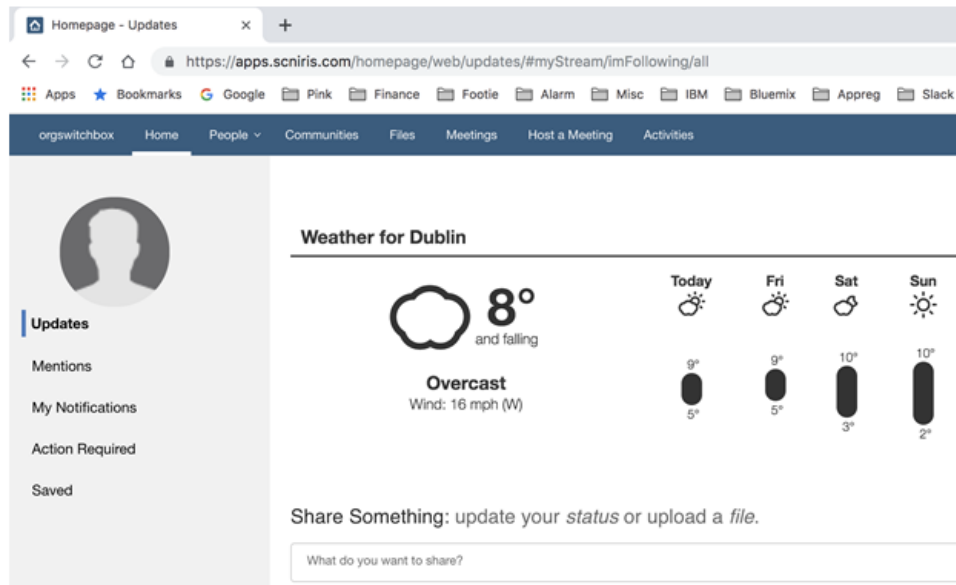 Homepage - Updates
https://apps.scniris.com/homepage/web/updates/#myStream/imFollowing/all
Apps Bookmarks Google Pink Finance Footie Alarm Misc IBM Bluemix Appreg Slack
orgswitchbox Home People Communities Files Meetings Host a Meeting Activities
Weather for Dublin
8°
and falling
Overcast
Wind: 16 mph (W)
Today Fri Sat Sun
9° 9° 10° 10°
5° 5° 3° 2°
Updates
Mentions
My Notifications
Action Required
Saved
Share Something: update your status or upload a file.
What do you want to share?